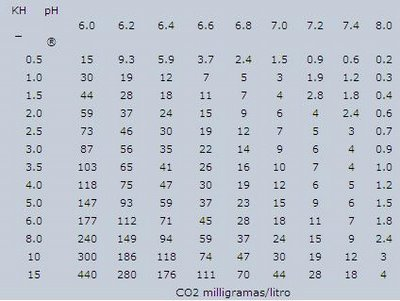 KH pH
6.0 6.2 6.4 6.6 6.8 7.0 7.2 7.4 8.0
_ ®
0.5 15 9.3 5.9 3.7 2.4 1.5 0.9 0.6 0.2
1.0 30 19 12 7 5 3 1.9 1.2 0.3
1.5 44 28 18 11 7 4 2.8 1.8 0.4
2.0 59 37 24 15 9 6 4 2.4 0.6
2.5 73 46 30 19 12 7 5 3 0.7
3.0 87 56 35 22 14 9 6 4 0.9
3.5 103 65 41 26 16 10 7 4 1.0
4.0 118 75 47 30 19 12 6 5 1.2
5.0 147 93 59 37 23 15 9 6 1.5
6.0 177 112 71 45 28 18 11 7 1.8
8.0 240 149 94 59 37 24 15 9 2.4
10 300 186 118 74 47 30 19 12 3
15 440 280 176 111 70 44 28 18 4
CO2 milligramas/litro